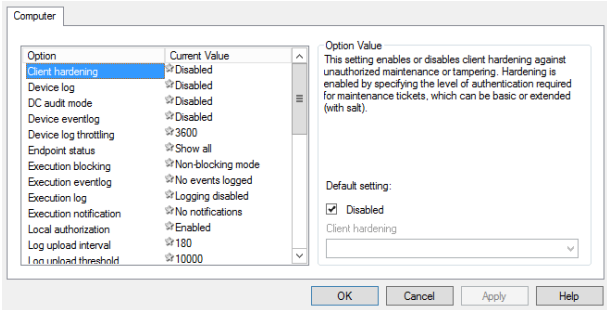 Computer
Option Current Value
Client hardening Disabled
Device log Disabled
DC audit mode Disabled
Device eventlog Disabled
Device log throttling 3600
Endpoint status Show all
Execution blocking Non-blocking mode
Execution eventlog No events logged
Execution log Logging disabled
Execution notification No notifications
Local authorization Enabled
Log upload interval 180
Log upload threshold 10000
Option Value
This setting enables or disables client hardening against
unauthorized maintenance or tampering. Hardening is
enabled by specifying the level of authentication required
for maintenance tickets, which can be basic or extended
(with salt).
Default setting:
Disabled
Client hardening
OK Cancel Apply Help